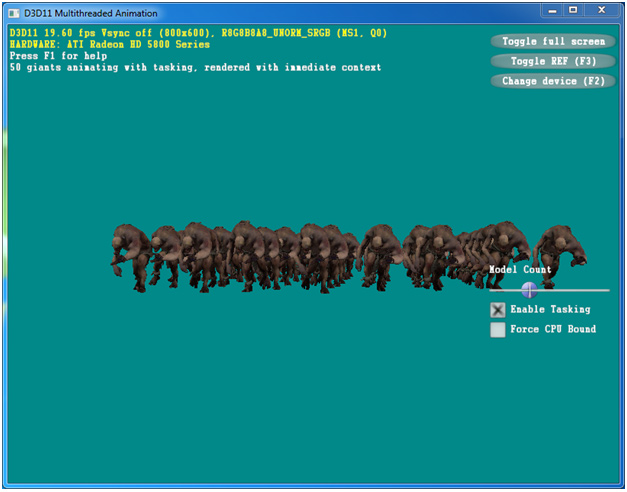 D3D11 Multithreaded Animation
D3D11 19.60 fps Vsync off (800x600), R8G8B8A8_UNORM_SRGB (MS1, Q0)
HARDWARE: ATI Radeon HD 5800 Series
Press F1 for help
50 giants animating with tasking, rendered with immediate context
Toggle full screen
Toggle REF (F3)
Change device (F2)
Model Count
Enable Tasking
Force CPU Bound